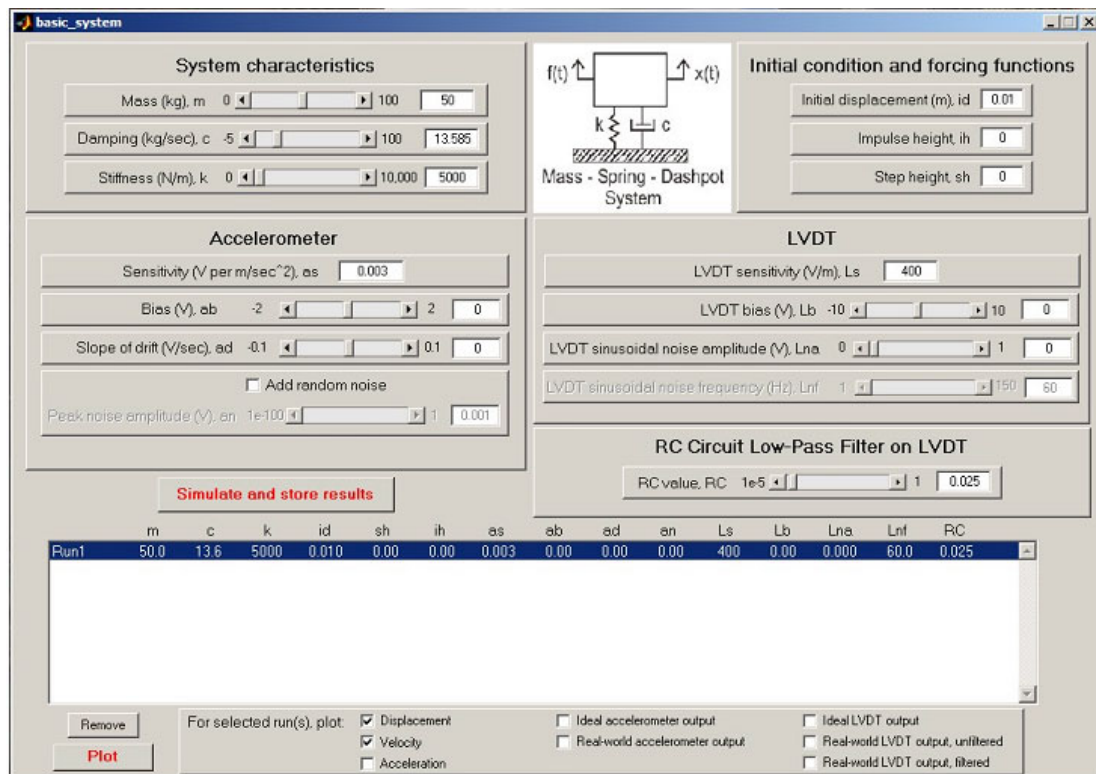 basic_system
System characteristics
Mass (kg), m 0 100 50
Damping (kg/sec), c -5 100 13.585
Stiffness (N/m), k 0 10,000 5000
f(t) x(t)
k c
Mass - Spring - Dashpot
System
Initial condition and forcing functions
Initial displacement (m), id 0.01
Impulse height, ih 0
Step height, sh 0
Accelerometer
Sensitivity (V per m/sec^2), as 0.003
Bias (V), ab -2 2 0
Slope of drift (V/sec), ad -0.1 0.1 0
Add random noise
Peak noise amplitude (V), an 1e-100 1 0.001
LVDT
LVDT sensitivity (V/m), Ls 400
LVDT bias (V), Lb -10 10 0
LVDT sinusoidal noise amplitude (V), Lna 0 1 0
LVDT sinusoidal noise frequency (Hz), Lnf 1 150 60
RC Circuit Low-Pass Filter on LVDT
RC value, RC 1e-5 1 0.025
Simulate and store results
m c k id sh ih as ab ad an Ls Lb Lna Lnf RC
Run1 50.0 13.6 5000 0.010 0.00 0.00 0.003 0.00 0.00 0.00 400 0.00 0.000 60.0 0.025
Remove
Plot
For selected run(s), plot:
Displacement
Velocity
Acceleration
Ideal accelerometer output
Real-world accelerometer output
Ideal LVDT output
Real-world LVDT output, unfiltered
Real-world LVDT output, filtered